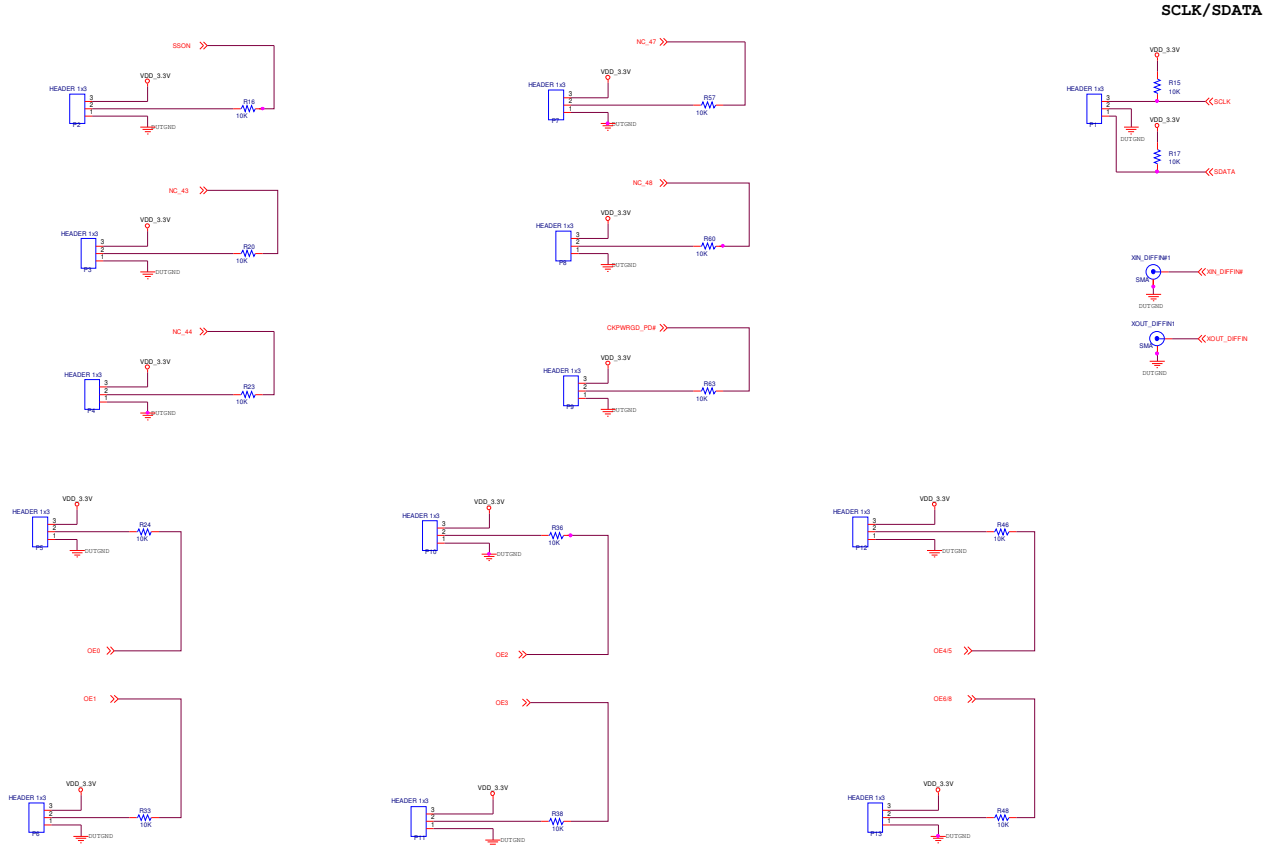 SCLK/SDATA
SSON
VDD_3.3V
HEADER 1x3
3
2
1
P2
R16
10K
DUTGND
NC_47
VDD_3.3V
HEADER 1x3
3
2
1
P7
R57
10K
DUTGND
VDD_3.3V
R15
10K
HEADER 1x3
3
2
1
P1
SCLK
VDD_3.3V
DUTGND
R17
10K
SDATA
NC_43
VDD_3.3V
HEADER 1x3
3
2
1
P3
R20
10K
DUTGND
NC_48
VDD_3.3V
HEADER 1x3
3
2
1
P8
R60
10K
DUTGND
XIN_DIFFIN#1
SMA
XIN_DIFFIN#
DUTGND
XOUT_DIFFIN1
SMA
XOUT_DIFFIN
DUTGND
NC_44
VDD_3.3V
HEADER 1x3
3
2
1
P4
R23
10K
DUTGND
CKPWRGD_PD#
VDD_3.3V
HEADER 1x3
3
2
1
P9
R63
10K
DUTGND
VDD_3.3V
HEADER 1x3
3
2
1
P5
R24
10K
DUTGND
OE0
VDD_3.3V
HEADER 1x3
3
2
1
P10
R36
10K
DUTGND
OE2
VDD_3.3V
HEADER 1x3
3
2
1
P12
R46
10K
DUTGND
OE4/5
OE1
VDD_3.3V
HEADER 1x3
3
2
1
P6
R33
10K
DUTGND
OE3
VDD_3.3V
HEADER 1x3
3
2
1
P11
R38
10K
DUTGND
OE6/8
VDD_3.3V
HEADER 1x3
3
2
1
P13
R48
10K
DUTGND